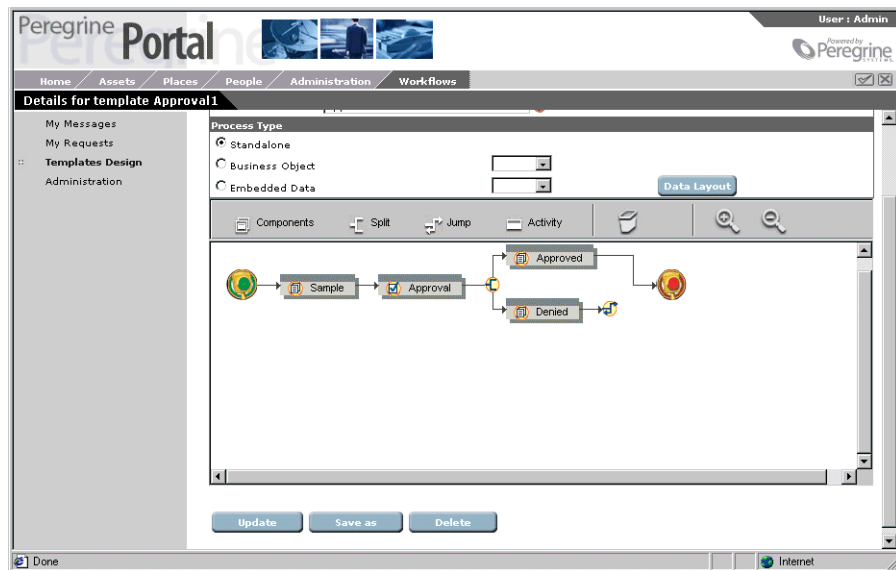 User : Admin
Peregrine Portal
Powered by
Peregrine
SYSTEMS
Home Assets Places People Administration Workflows
Details for template Approval1
My Messages
My Requests
Templates Design
Administration
Process Type
Standalone
Business Object
Embedded Data
Data Layout
Components Split Jump Activity
Approved
Sample Approval
Denied
Update Save as Delete
Done Internet